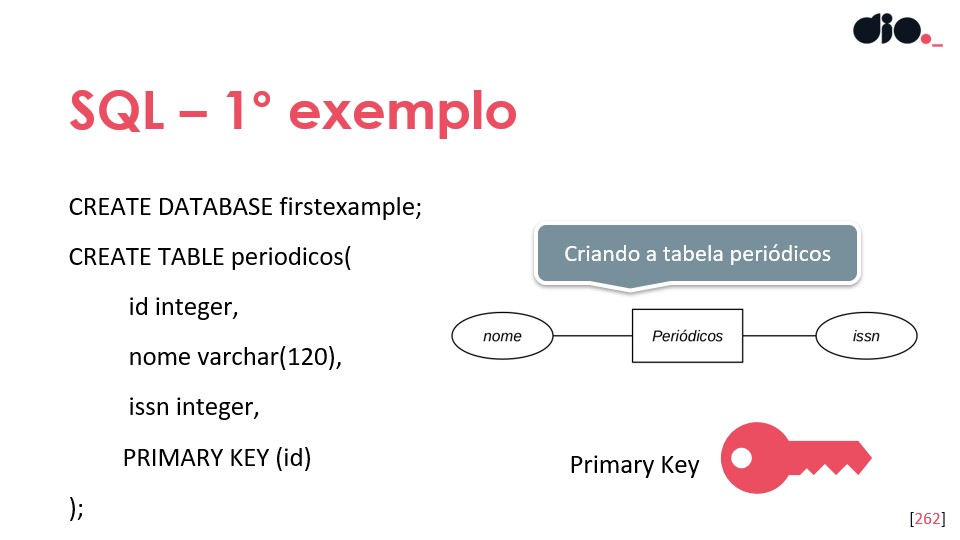 dio._
SQL – 1° exemplo
CREATE DATABASE firstexample;
CREATE TABLE periodicos(
id integer,
nome varchar(120),
issn integer,
PRIMARY KEY (id)
);
Criando a tabela periódicos
nome
Periódicos
issn
Primary Key
[262]